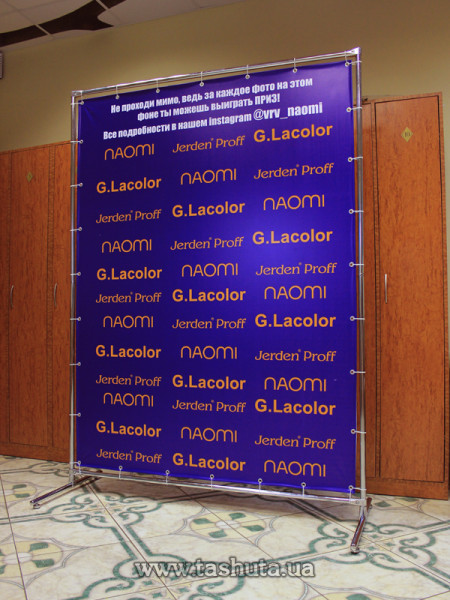 Не проходи мимо, ведь за каждое фото на этом
фоне ты можешь выиграть ПРИЗ!
Все подробности в нашем instagram @vrv_naomi
NAOMI Jerden Proff G.Lacolor
G.Lacolor NAOMI Jerden Proff
Jerden Proff G.Lacolor NAOMI
NAOMI Jerden Proff G.Lacolor
G.Lacolor NAOMI Jerden Proff
Jerden Proff G.Lacolor NAOMI
NAOMI Jerden Proff G.Lacolor
G.Lacolor NAOMI Jerden Proff
Jerden Proff G.Lacolor NAOMI
NAOMI Jerden Proff G.Lacolor
G.Lacolor NAOMI Jerden Proff
Jerden Proff G.Lacolor NAOMI
www.tashuta.ua